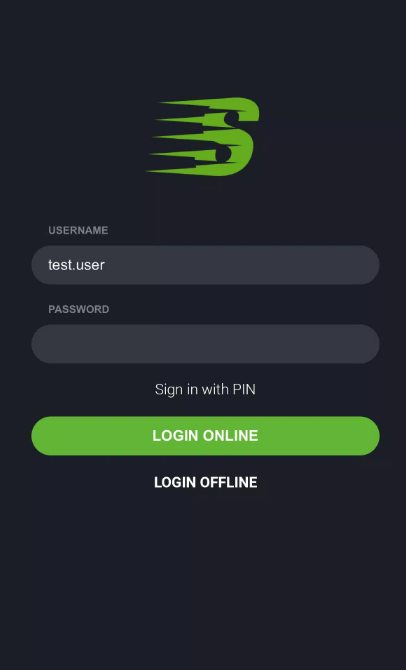 USERNAME
test.user
PASSWORD
Sign in with PIN
LOGIN ONLINE
LOGIN OFFLINE